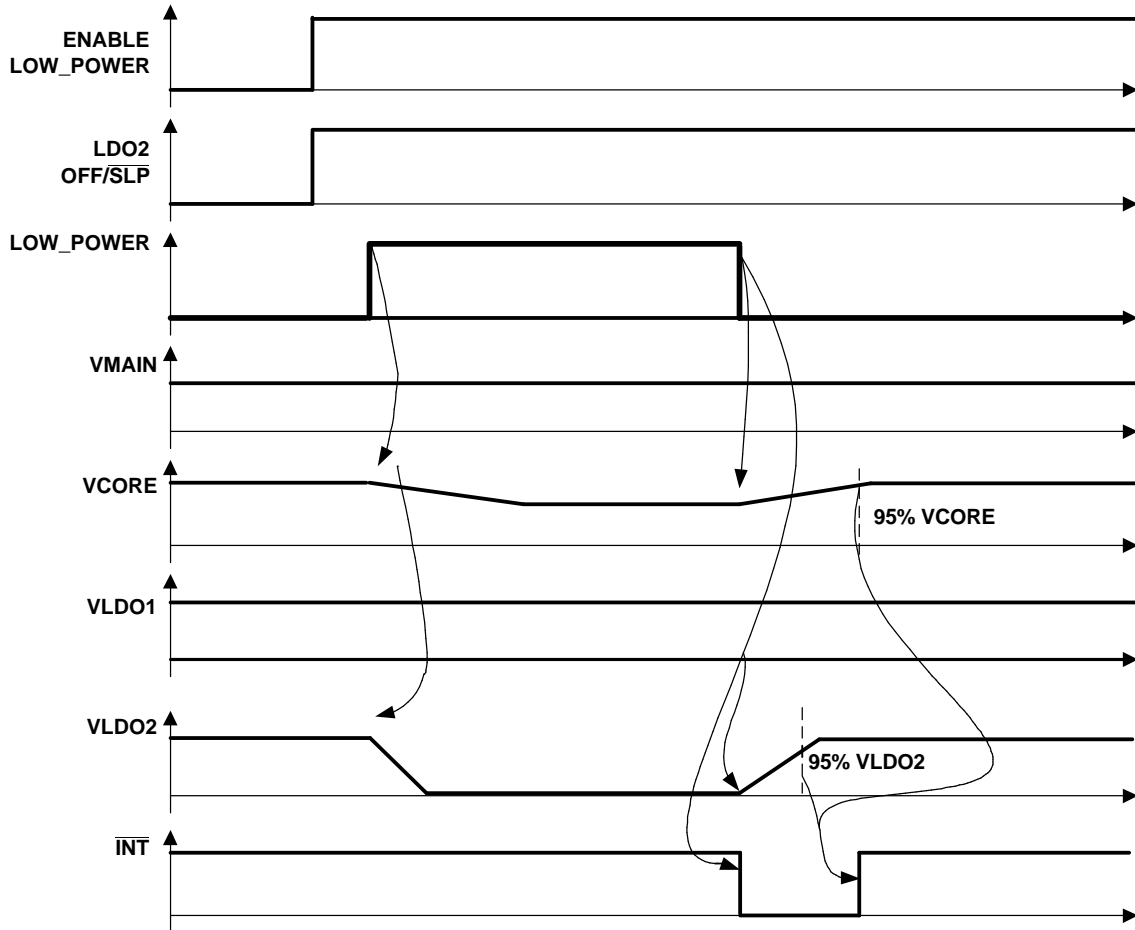 ENABLE
LOW_POWER
LDO2
OFF/SLP
LOW_POWER
VMAIN
VCORE
95% VCORE
VLDO1
VLDO2
95% VLDO2
INT